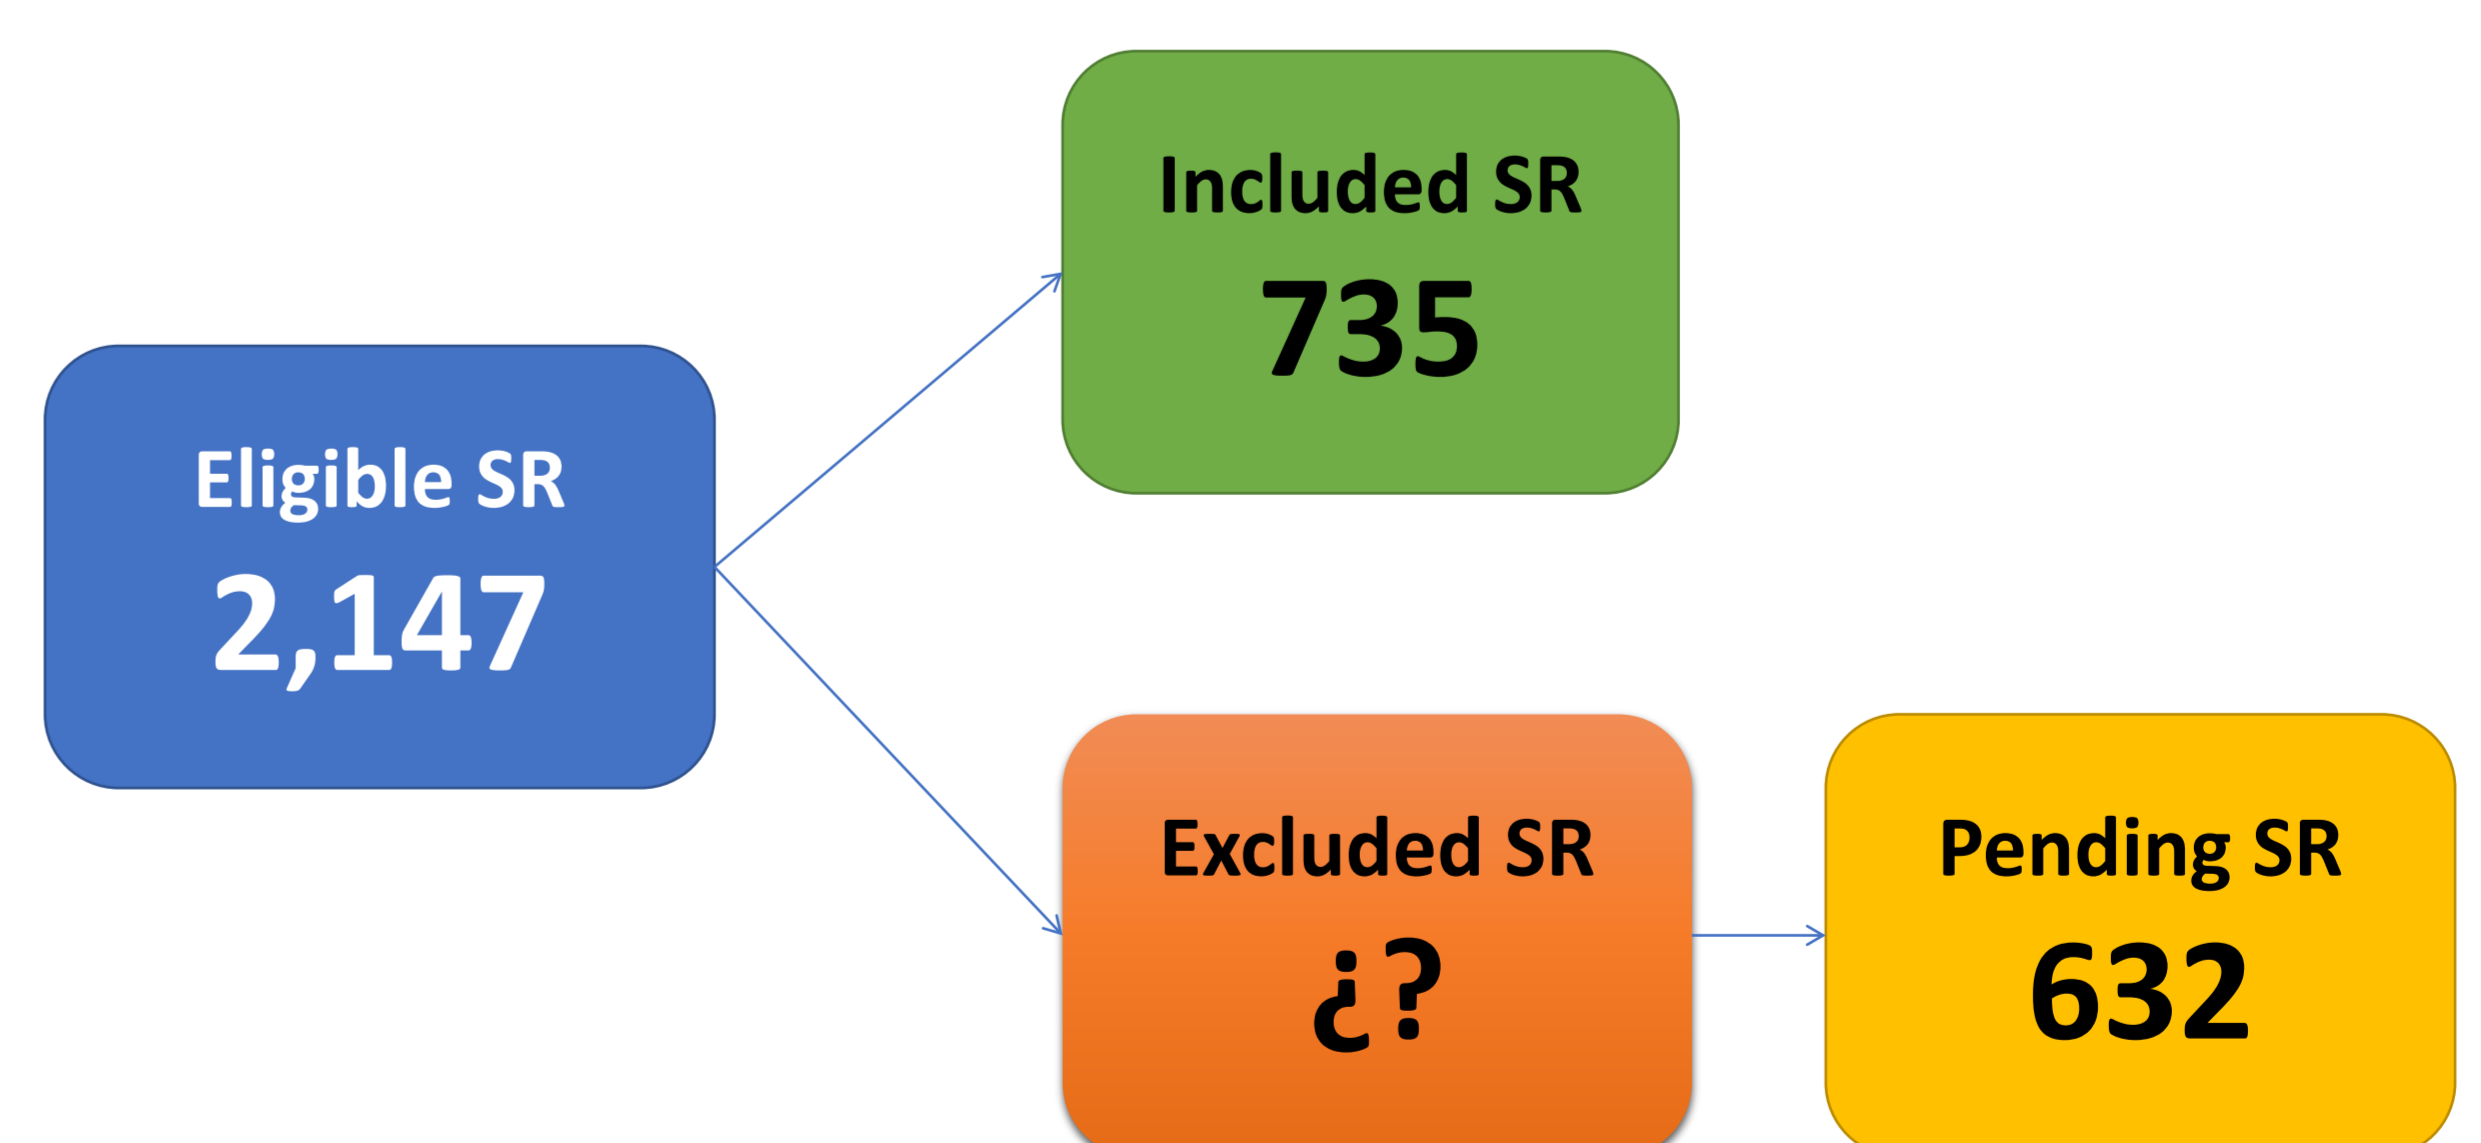 Eligible SR
2,147
Included SR
735
Excluded SR
¿?
Pending SR
632